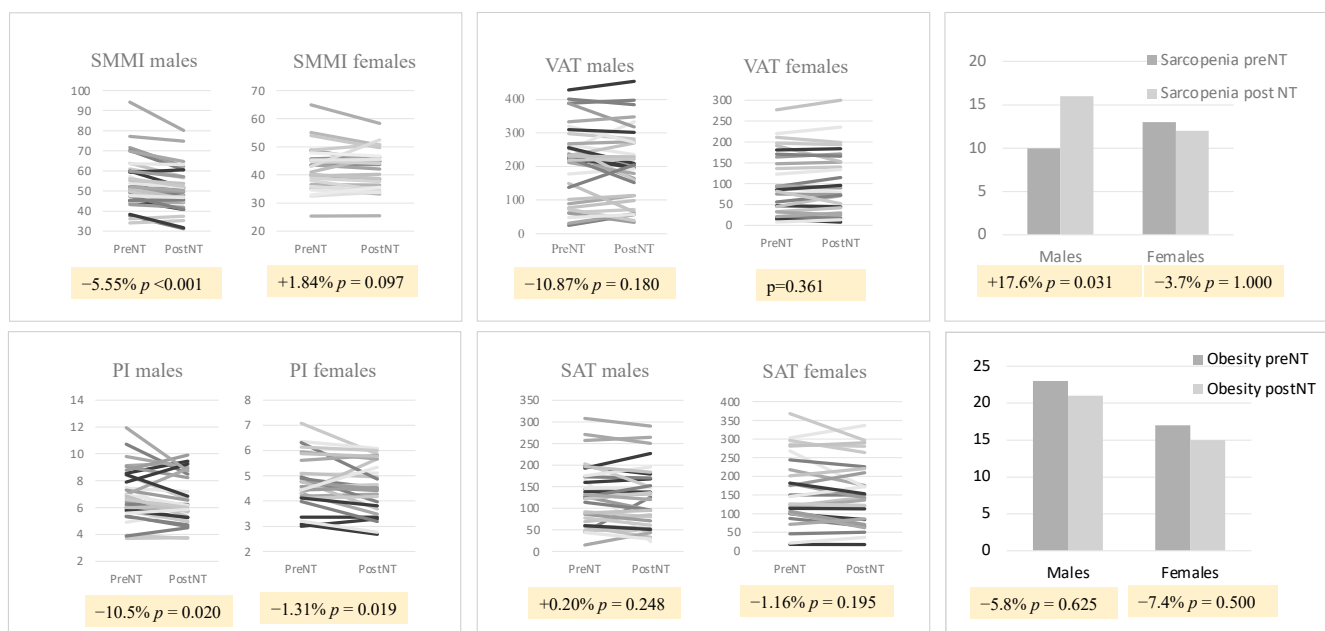 SMMI males
100
90
80
70
60
50
40
30
PreNT PostNT
−5.55% p <0.001
SMMI females
70
60
50
40
30
20
PreNT PostNT
+1.84% p = 0.097
VAT males
400
300
200
100
0
PreNT PostNT
−10.87% p = 0.180
VAT females
300
250
200
150
100
50
0
PreNT PostNT
p=0.361
20
15
10
5
0
Sarcopenia preNT
Sarcopenia post NT
Males Females
+17.6% p = 0.031
−3.7% p = 1.000
PI males
14
12
10
8
6
4
2
PreNT PostNT
−10.5% p = 0.020
PI females
8
7
6
5
4
3
2
PreNT PostNT
−1.31% p = 0.019
SAT males
350
300
250
200
150
100
50
0
PreNT PostNT
+0.20% p = 0.248
SAT females
400
350
300
250
200
150
100
50
0
PreNT PostNT
−1.16% p = 0.195
25
20
15
10
5
0
Obesity preNT
Obesity postNT
Males Females
−5.8% p = 0.625
−7.4% p = 0.500